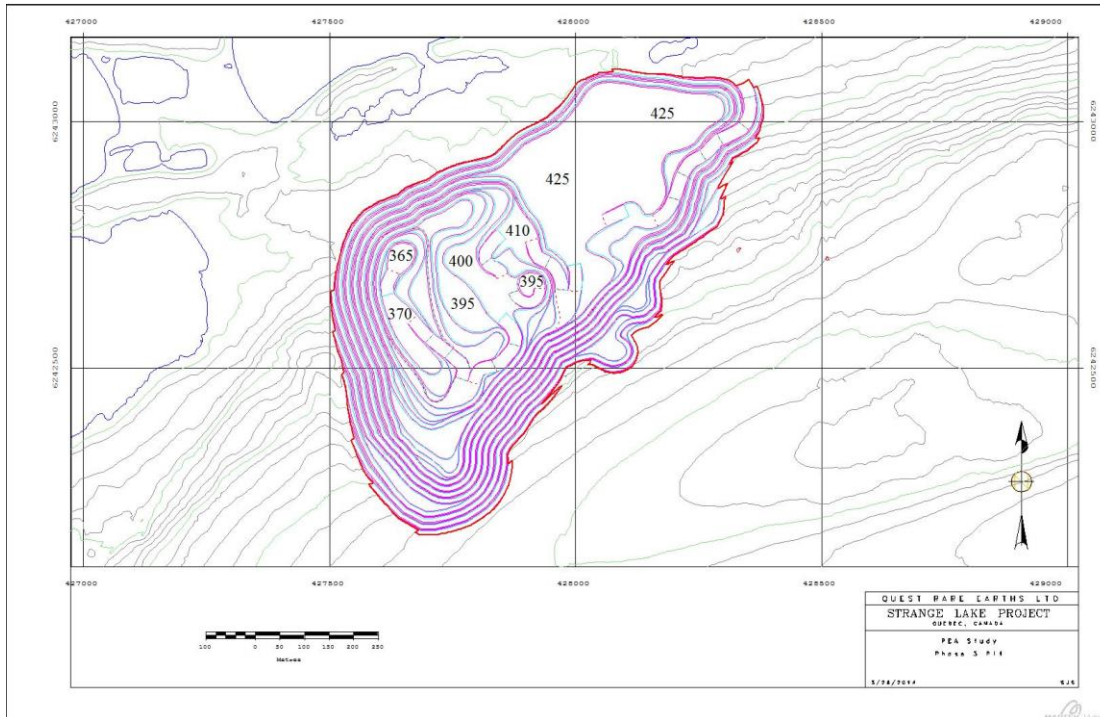 427000 427500 428000 428500 429000
6243000 6243000
425
425
410
365
400
395
395
370
6242500 6242500
427000 427500 428000 428500 429000
QUEST RARE EARTHS LTD
STRANGE LAKE PROJECT
QUEBEC, CANADA
PEA Study
100 0 50 100 150 200 250
Phase 3 Pit
Metres
SJS